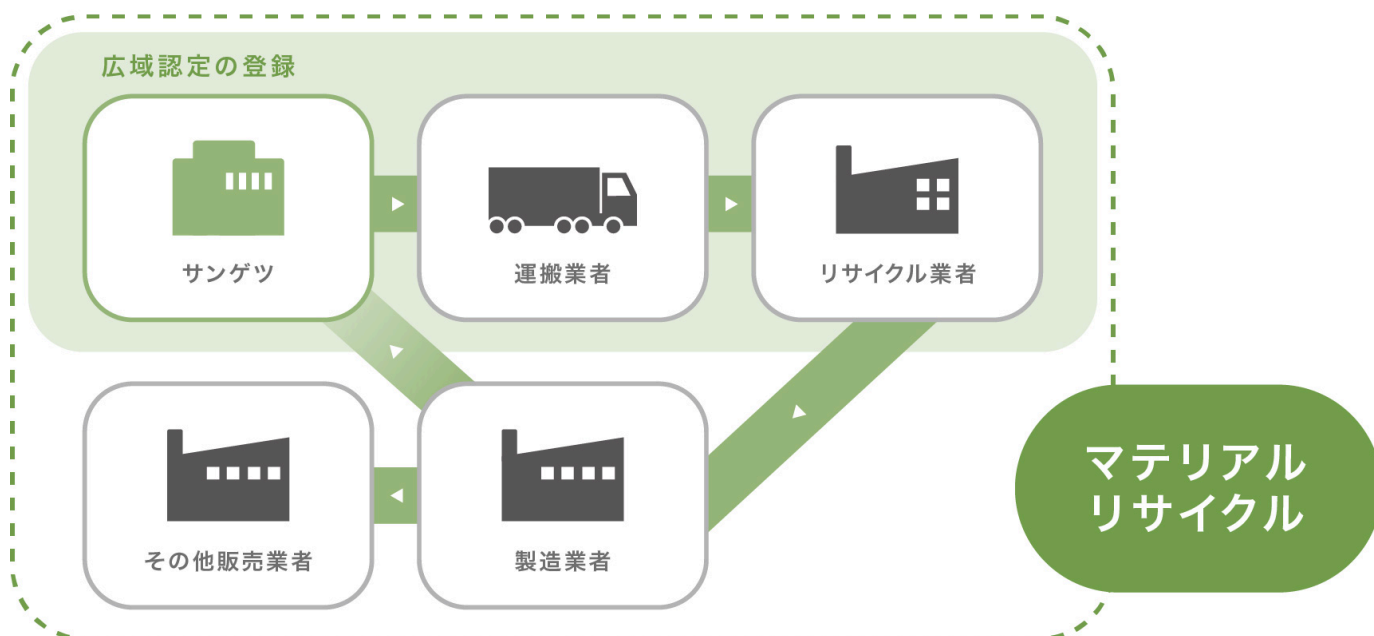 広域認定の登録
サンゲツ
運搬業者
リサイクル業者
その他販売業者
製造業者
マテリアル
リサイクル